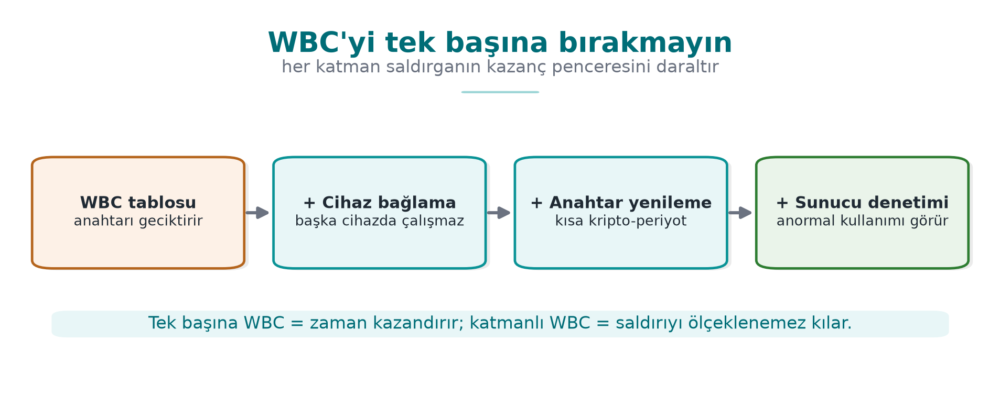 WBC'yi tek başına bırakmayın
her katman saldırganın kazanç penceresini daraltır
WBC tablosu
anahtarı geciktirir
+ Cihaz bağlama
başka cihazda çalışmaz
+ Anahtar yenileme
kısa kripto-periyot
+ Sunucu denetimi
anormal kullanımı görür
Tek başına WBC = zaman kazandırır; katmanlı WBC = saldırıyı ölçeklenemez kılar.